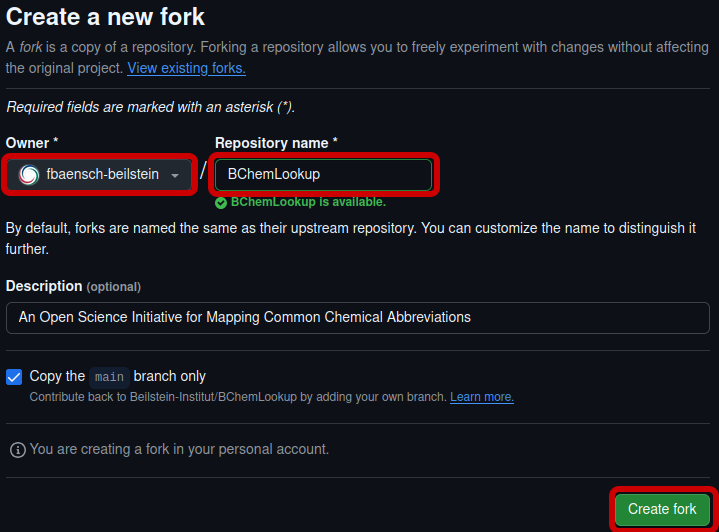 Create a new fork
A fork is a copy of a repository. Forking a repository allows you to freely experiment with changes without affecting
the original project. View existing forks.
Required fields are marked with an asterisk (*).
Owner * Repository name *
fbaensch-beilstein / BChemLookup
BChemLookup is available.
By default, forks are named the same as their upstream repository. You can customize the name to distinguish it
further.
Description (optional)
An Open Science Initiative for Mapping Common Chemical Abbreviations
Copy the main branch only
Contribute back to Beilstein-Institut/BChemLookup by adding your own branch. Learn more.
You are creating a fork in your personal account.
Create fork